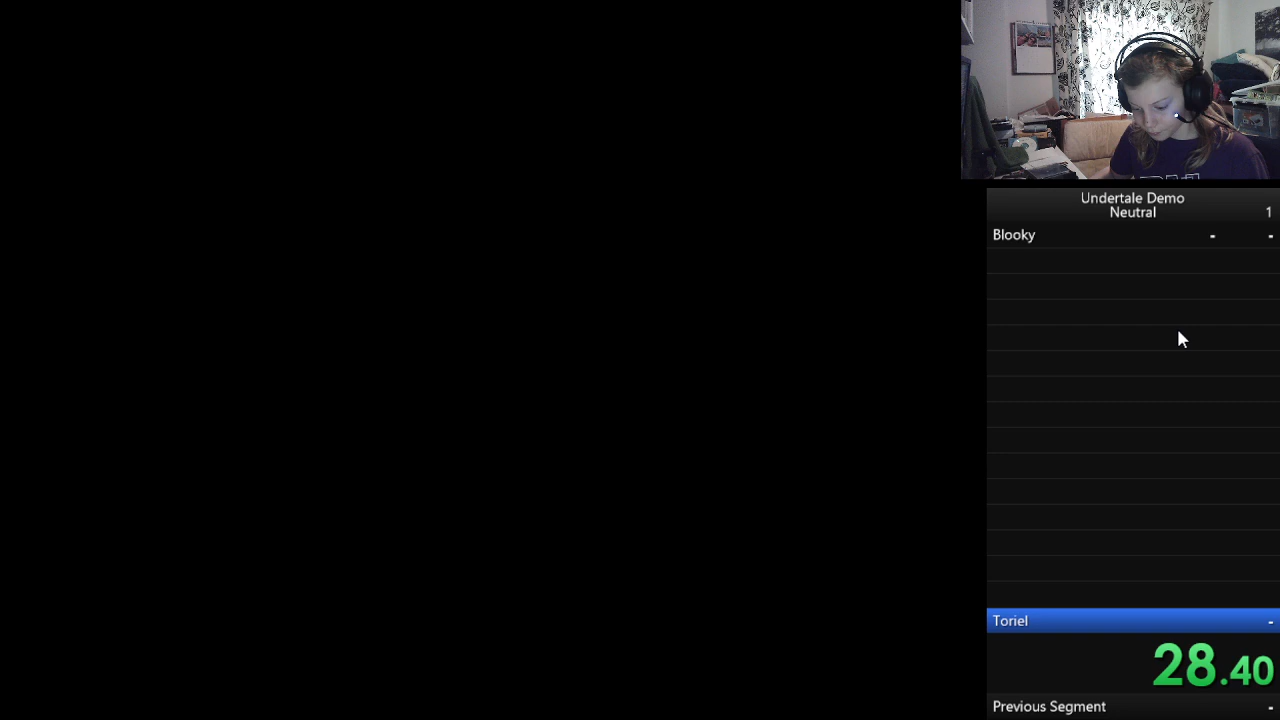 Undertale Demo
Neutral 1
Blooky - -
Toriel -
28.40
Previous Segment -